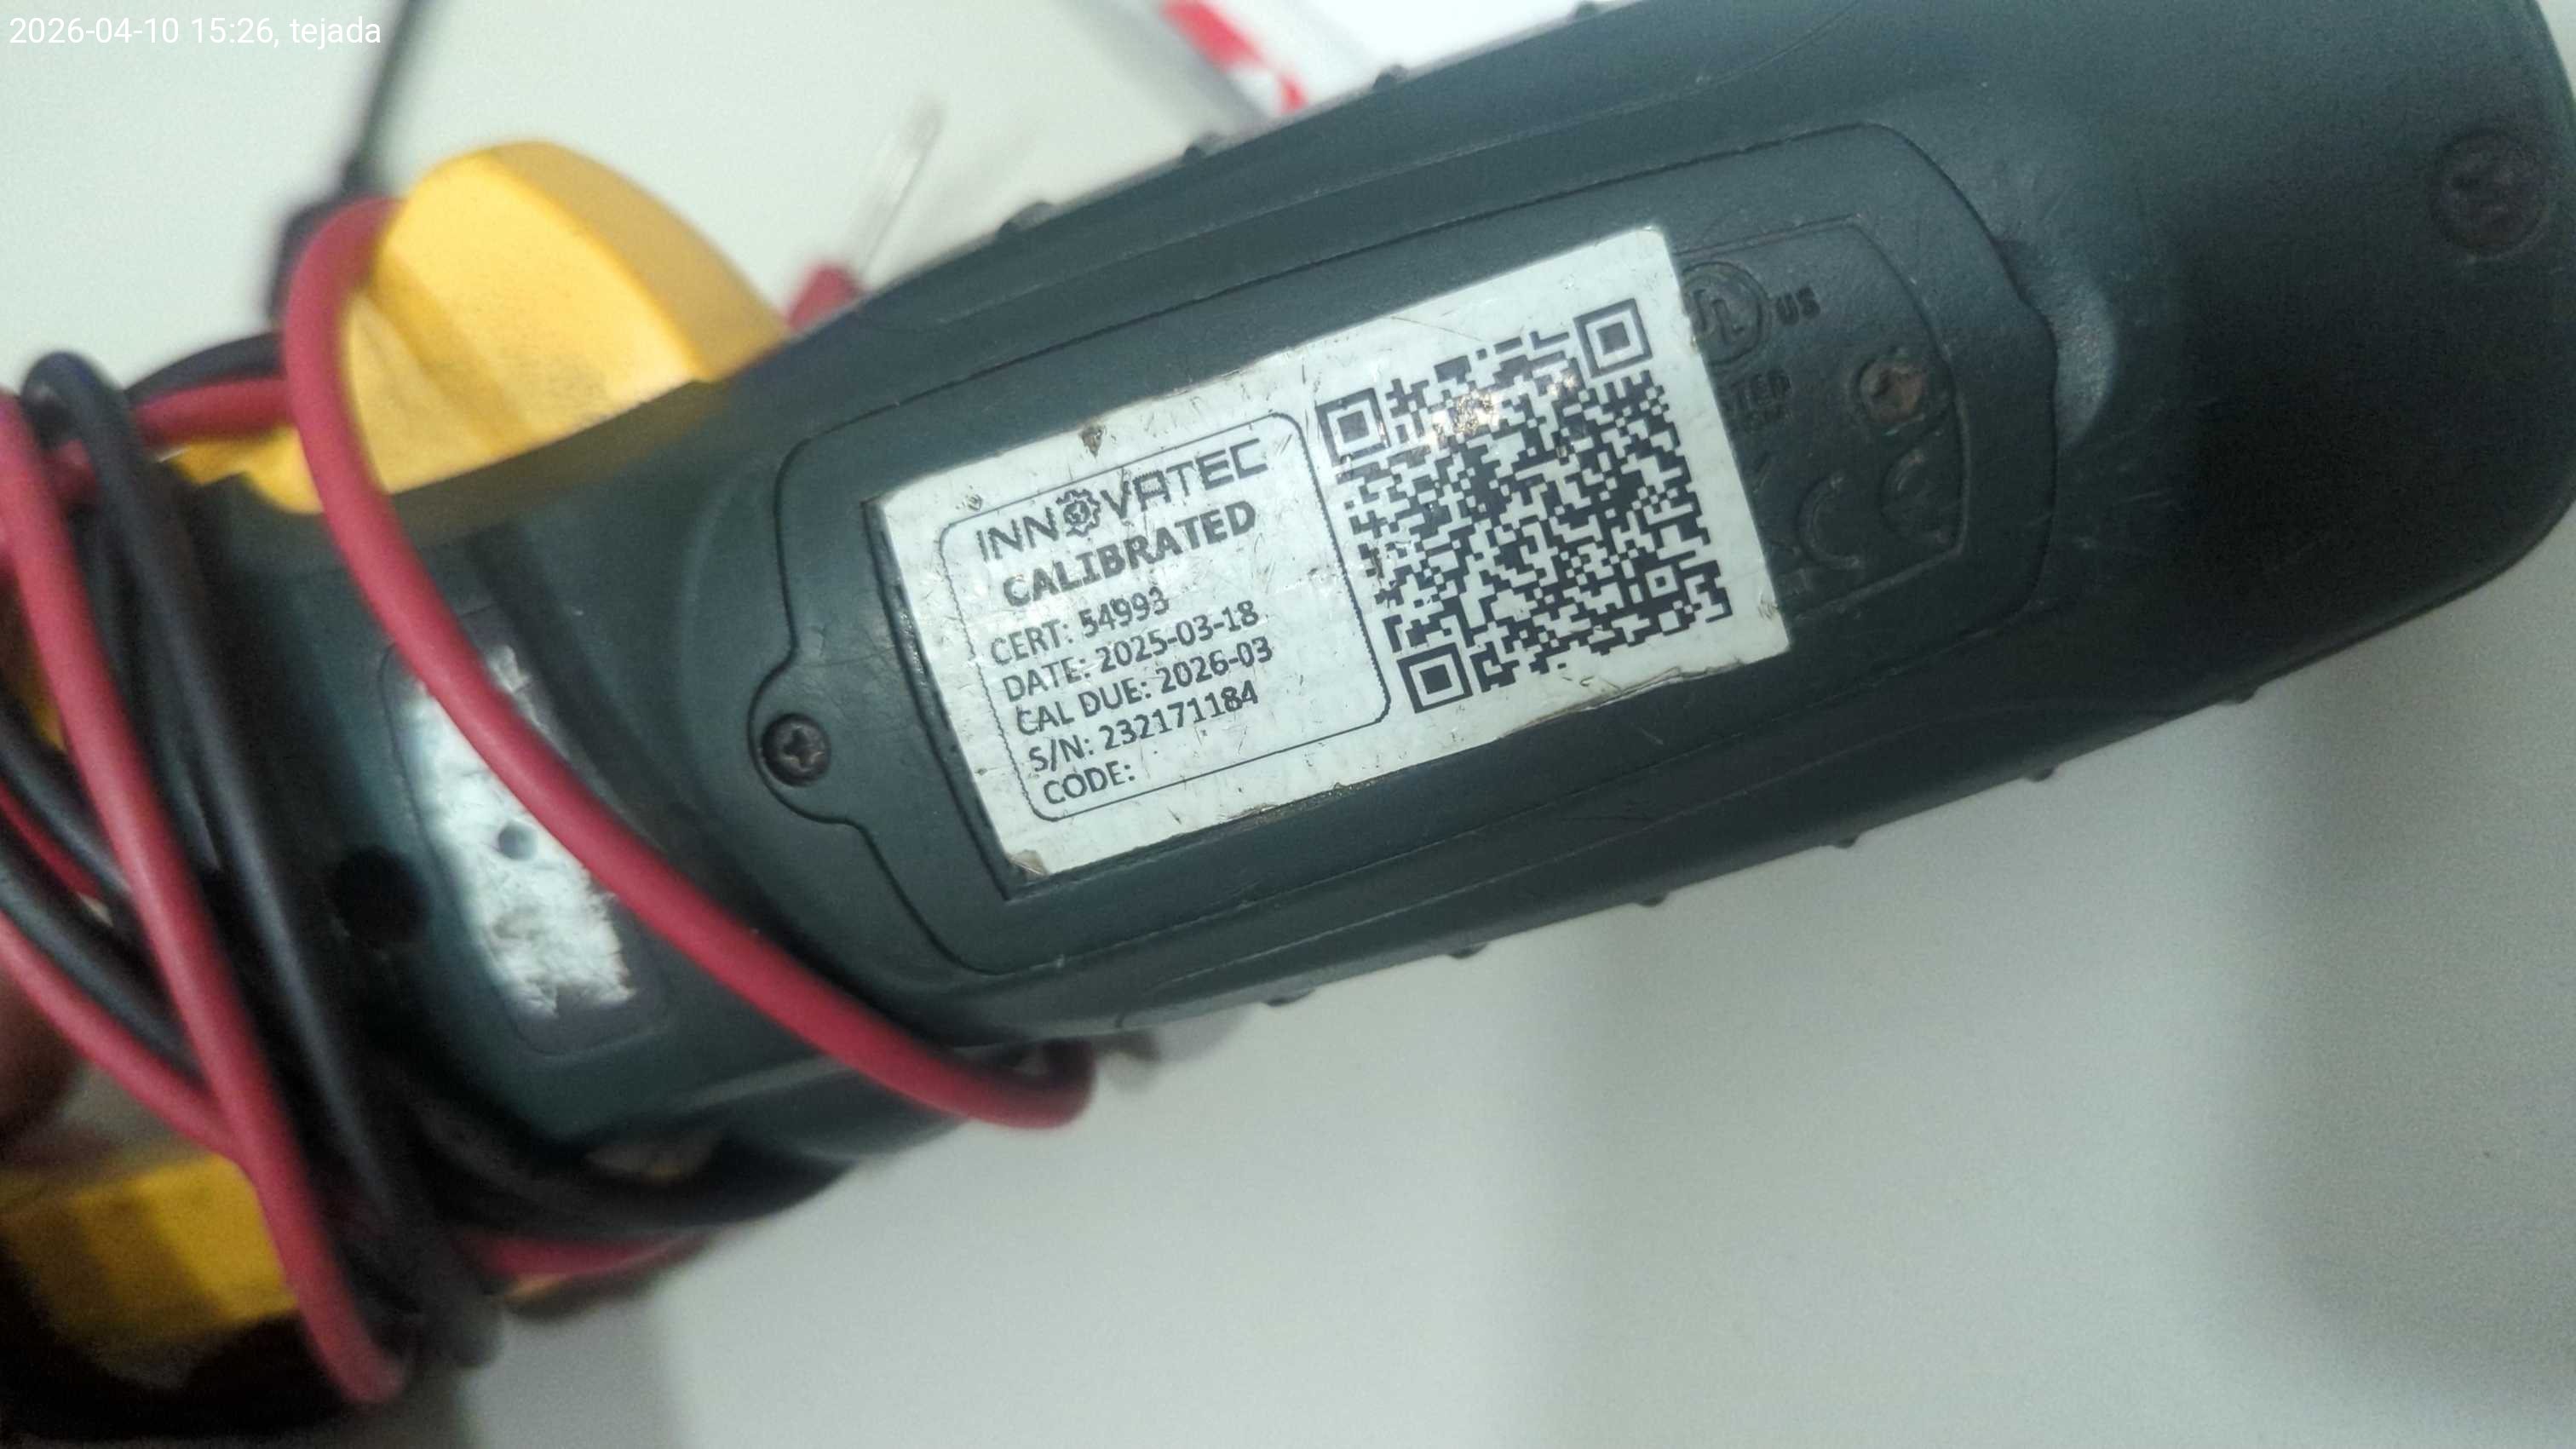 2026-04-10 15:26, tejada
INNOVATEC
CALIBRATED
CERT: 54993
DATE: 2025-03-18
CAL DUE: 2026-03
S/N: 232171184
CODE:
UL US